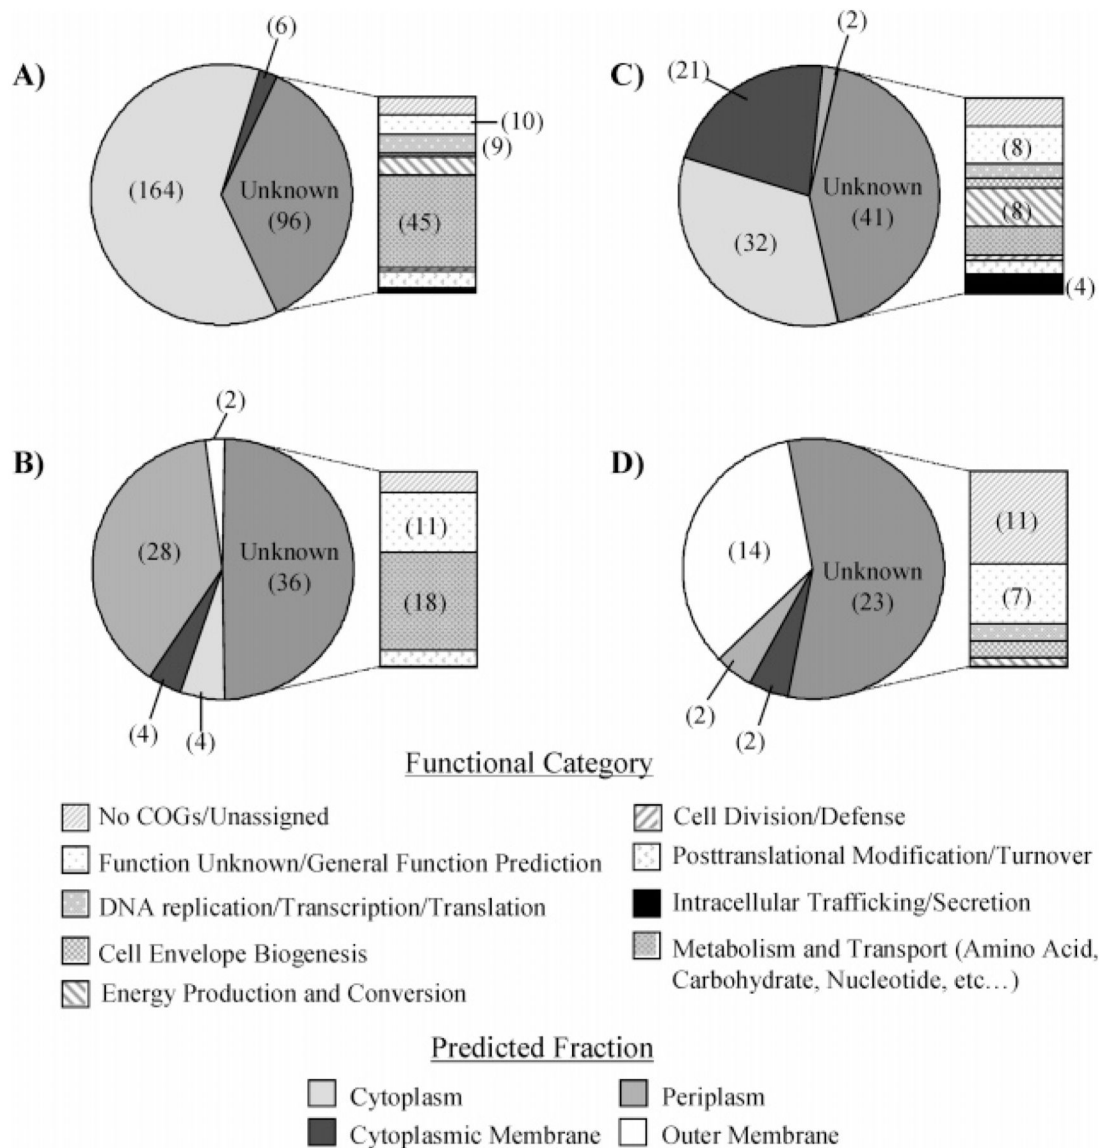 A)
(6)
(164)
Unknown
(96)
(10)
(9)
(45)
C)
(2)
(21)
(32)
Unknown
(41)
(8)
(8)
(4)
B)
(2)
(28)
Unknown
(36)
(4)
(4)
(11)
(18)
D)
(14)
Unknown
(23)
(2)
(2)
(11)
(7)
Functional Category
No COGs/Unassigned
Function Unknown/General Function Prediction
DNA replication/Transcription/Translation
Cell Envelope Biogenesis
Energy Production and Conversion
Cell Division/Defense
Posttranslational Modification/Turnover
Intracellular Trafficking/Secretion
Metabolism and Transport (Amino Acid,
Carbohydrate, Nucleotide, etc…)
Predicted Fraction
Cytoplasm
Cytoplasmic Membrane
Periplasm
Outer Membrane